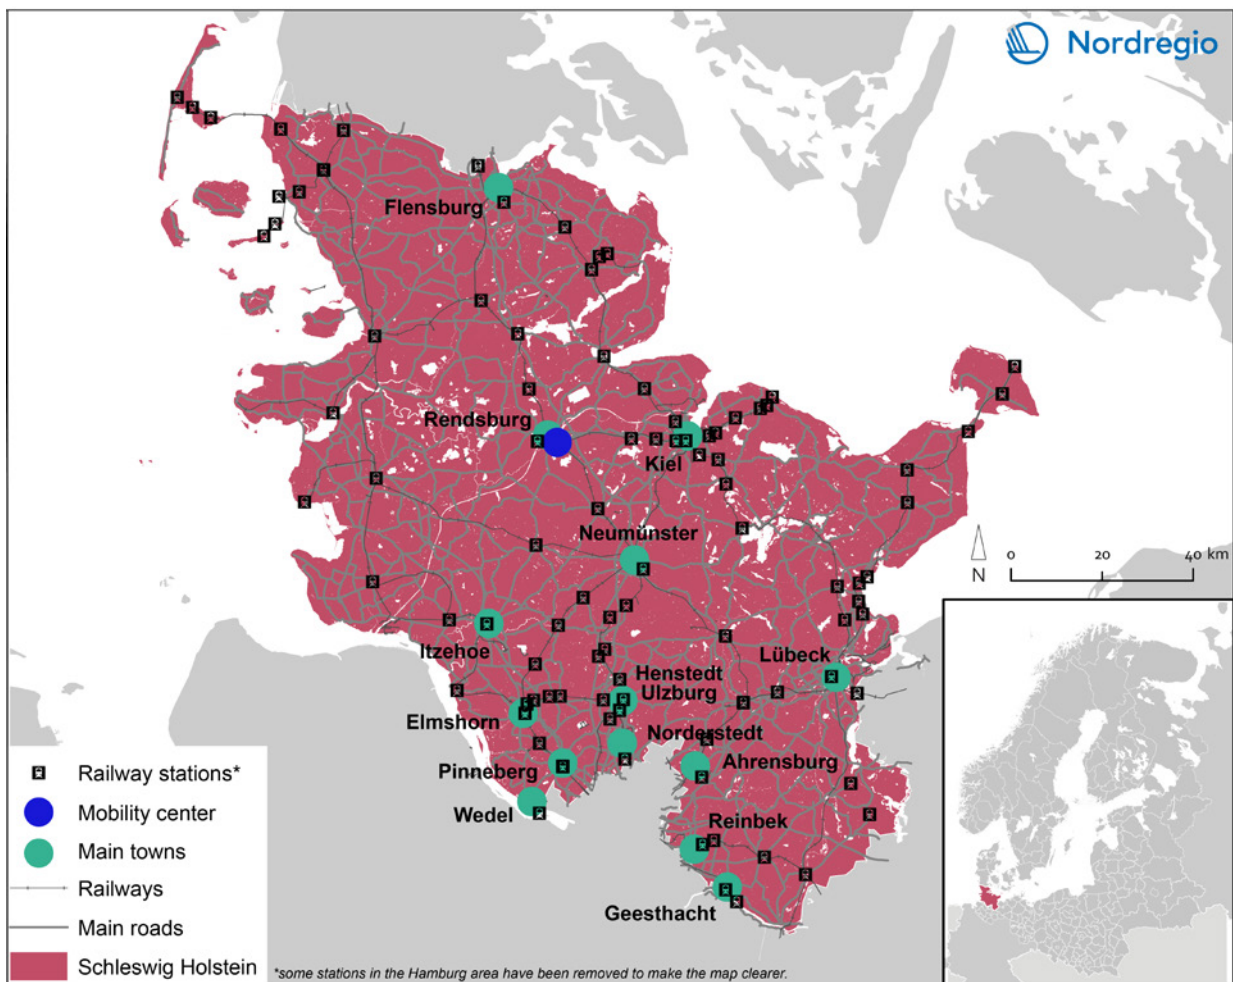 Nordregio
Flensburg
Rendsburg
Kiel
Neumünster
N
0 20 40 km
Itzehoe
Lübeck
Henstedt
Ulzburg
Elmshorn
Norderstedt
Ahrensburg
Pinneberg
Wedel
Reinbek
Geesthacht
Railway stations*
Mobility center
Main towns
Railways
Main roads
Schleswig Holstein
*some stations in the Hamburg area have been removed to make the map clearer.